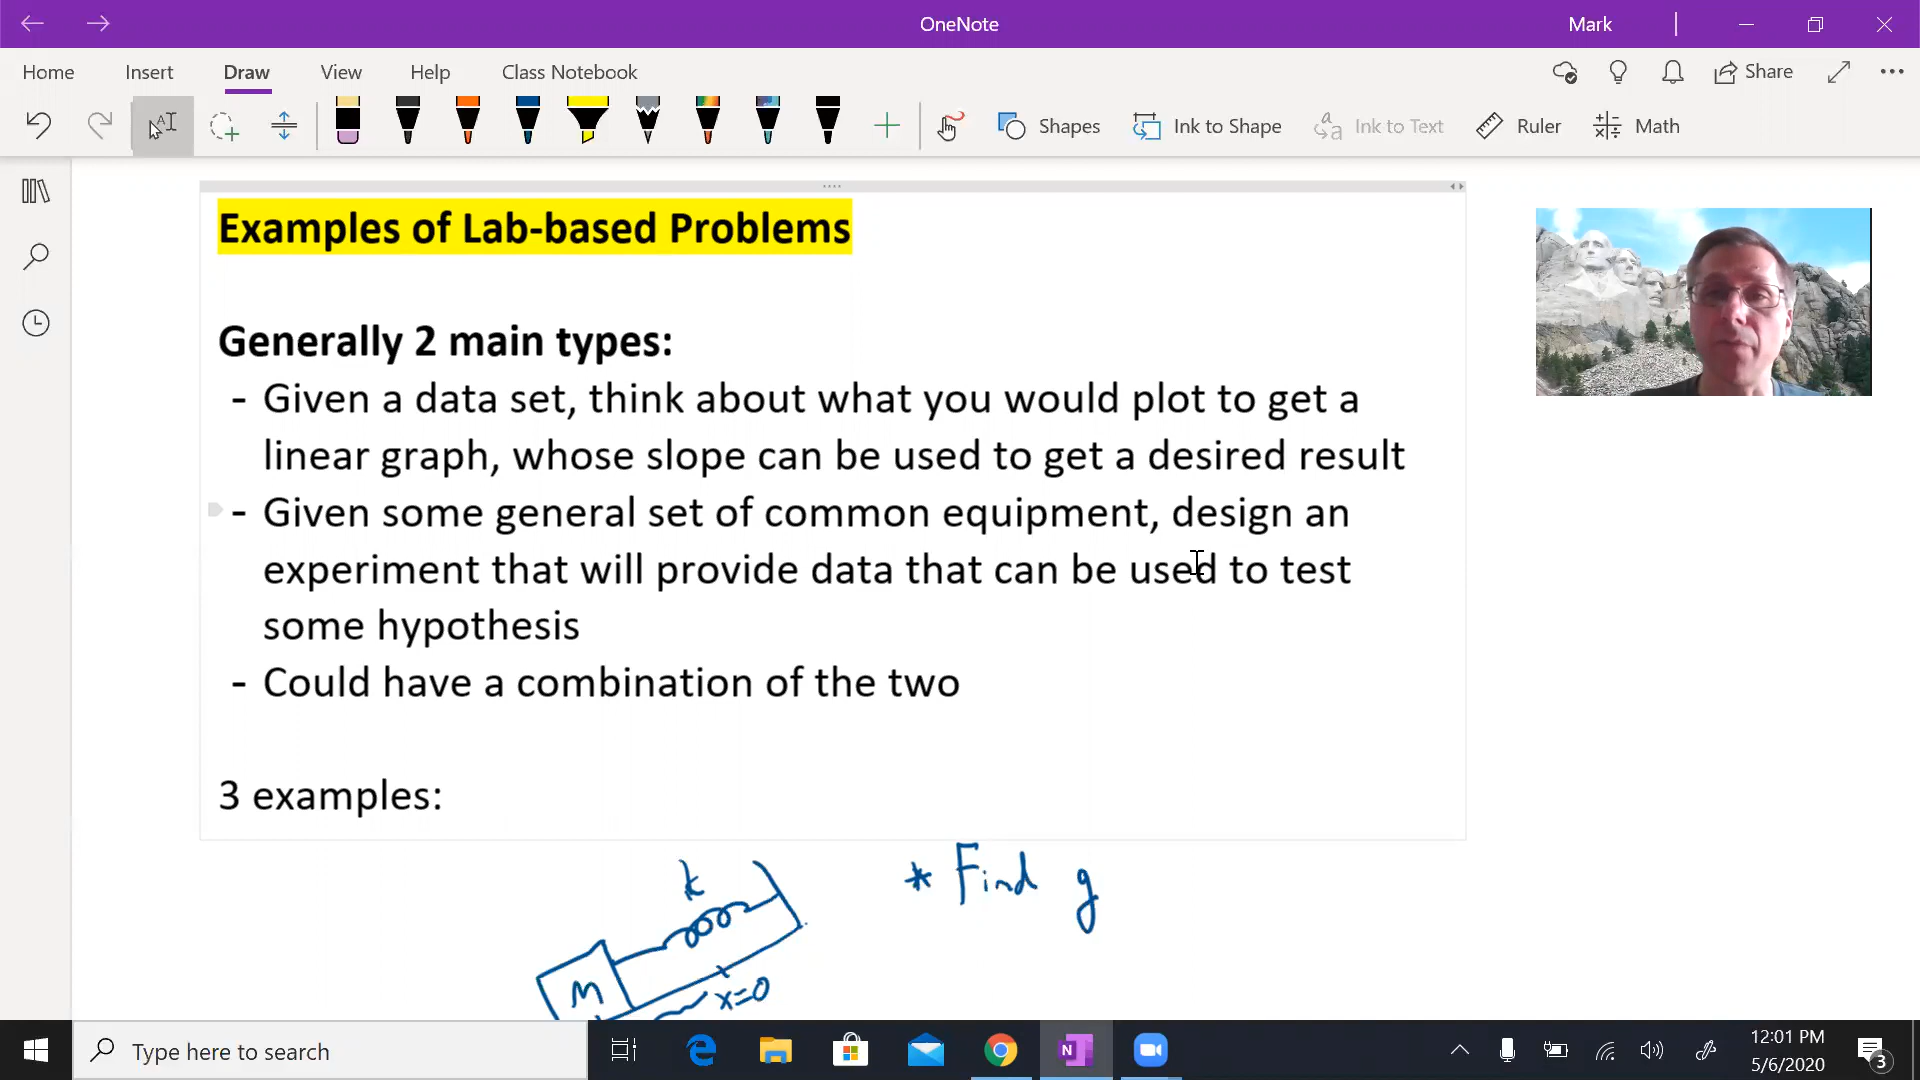 OneNote
Mark
Home Insert Draw View Help Class Notebook
Share
Shapes Ink to Shape Ink to Text Ruler Math
Examples of Lab-based Problems
Generally 2 main types:
- Given a data set, think about what you would plot to get a
linear graph, whose slope can be used to get a desired result
- Given some general set of common equipment, design an
experiment that will provide data that can be used to test
some hypothesis
- Could have a combination of the two
3 examples:
k
* Find g
M
x=0
Type here to search
12:01 PM
5/6/2020
3